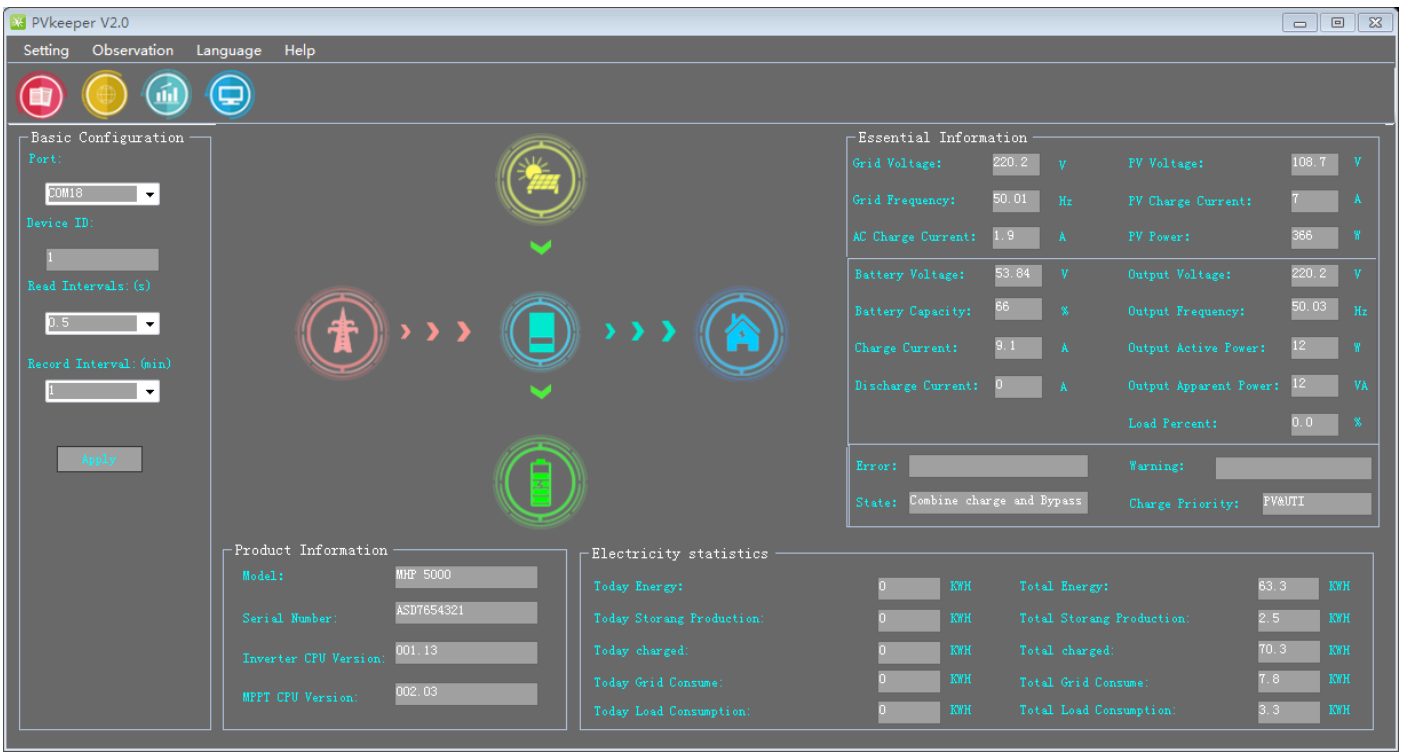 PVkeeper V2.0
Setting Observation Language Help
Basic Configuration
Port:
COM18
Device ID:
1
Read Intervals:(s)
0.5
Record Interval:(min)
1
Apply
Essential Information
Grid Voltage: 220.2 V PV Voltage: 108.7 V
Grid Frequency: 50.01 Hz PV Charge Current: 7 A
AC Charge Current: 1.9 A PV Power: 366 W
Battery Voltage: 53.84 V Output Voltage: 220.2 V
Battery Capacity: 66 % Output Frequency: 50.03 Hz
Charge Current: 9.1 A Output Active Power: 12 W
Discharge Current: 0 A Output Apparent Power: 12 VA
Load Percent: 0.0 %
Error: Warning:
State: Combine charge and Bypass Charge Priority: PV&UTI
Product Information
Model: MHP 5000
Serial Number: ASD7654321
Inverter CPU Version: 001.13
MPPT CPU Version: 002.03
Electricity statistics
Today Energy: 0 KWH Total Energy: 63.3 KWH
Today Storang Production: 0 KWH Total Storang Production: 2.5 KWH
Today charged: 0 KWH Total charged: 70.3 KWH
Today Grid Consume: 0 KWH Total Grid Consume: 7.8 KWH
Today Load Consumption: 0 KWH Total Load Consumption: 3.3 KWH